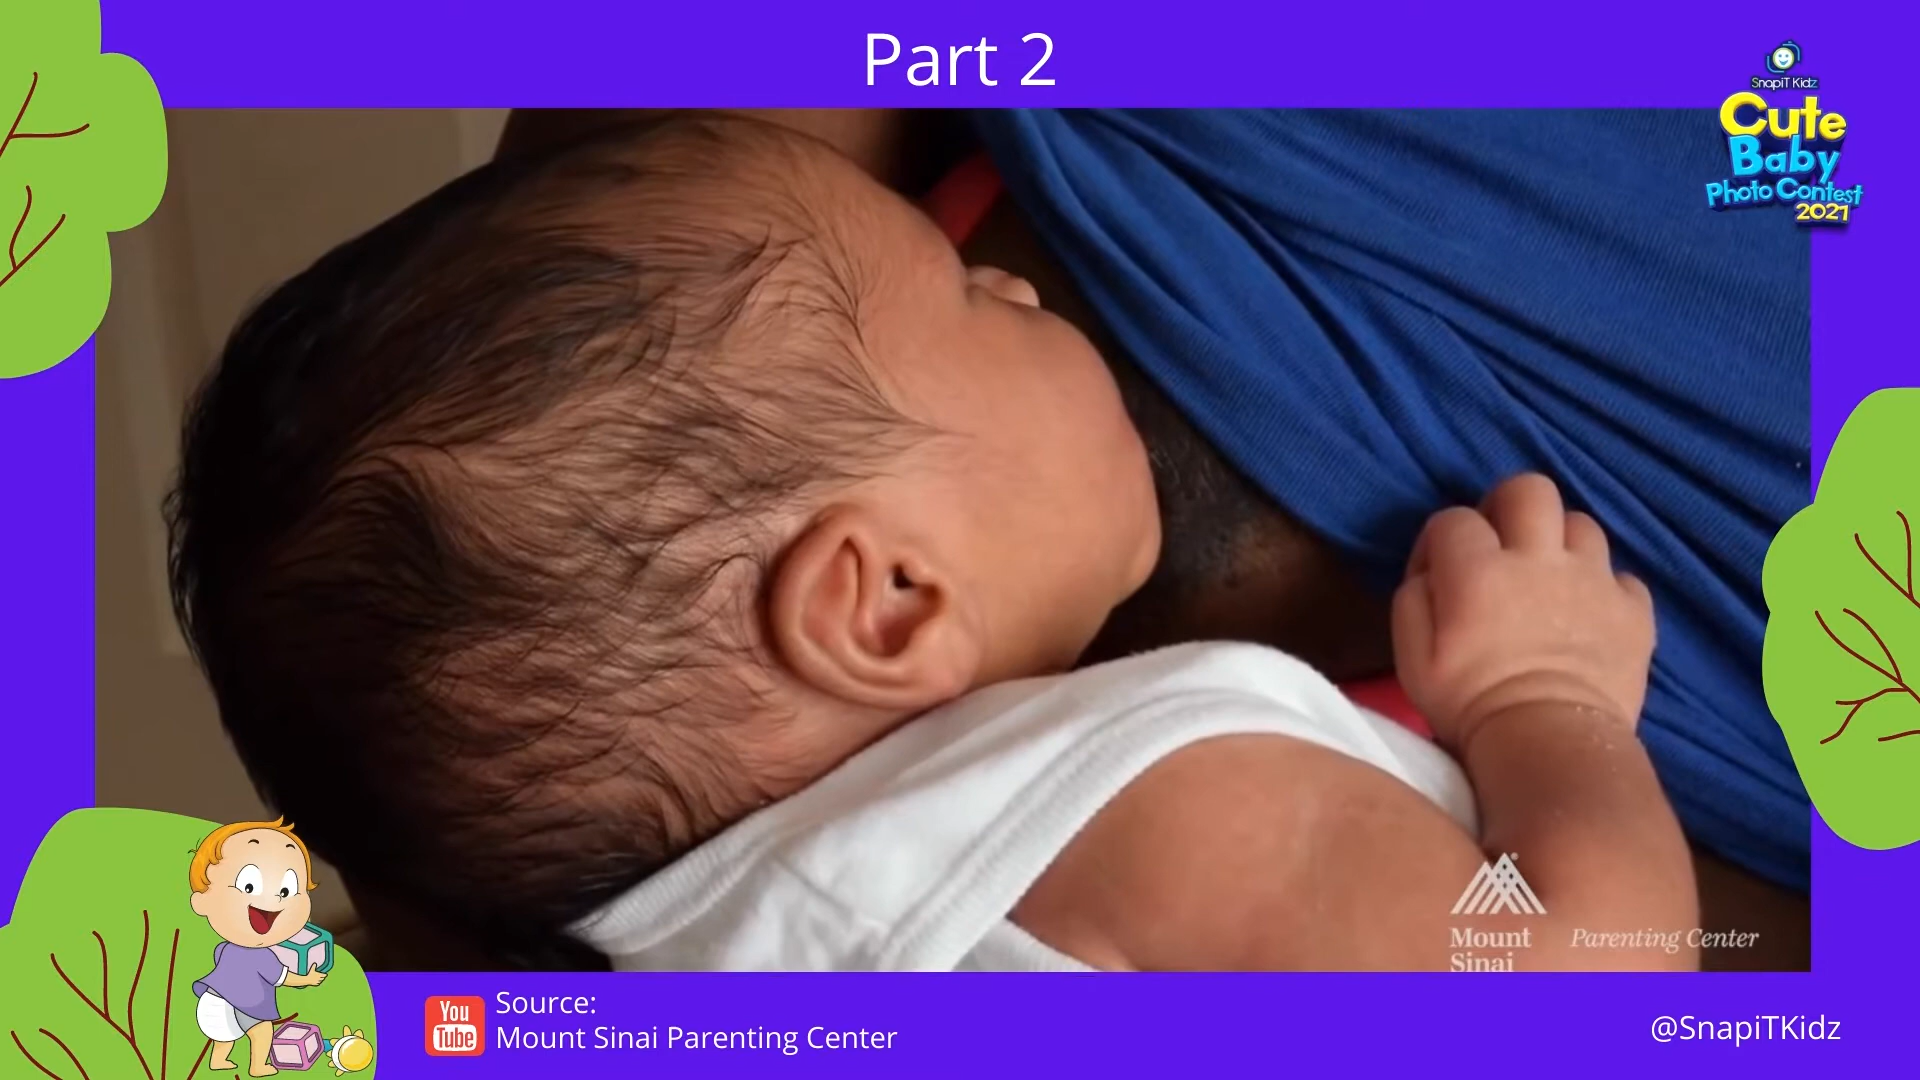 Part 2
SnapiT Kidz
Cute
Baby
Photo Contest
2021
Mount
Sinai
Parenting Center
You
Tube
Source:
Mount Sinai Parenting Center
@SnapiTKidz